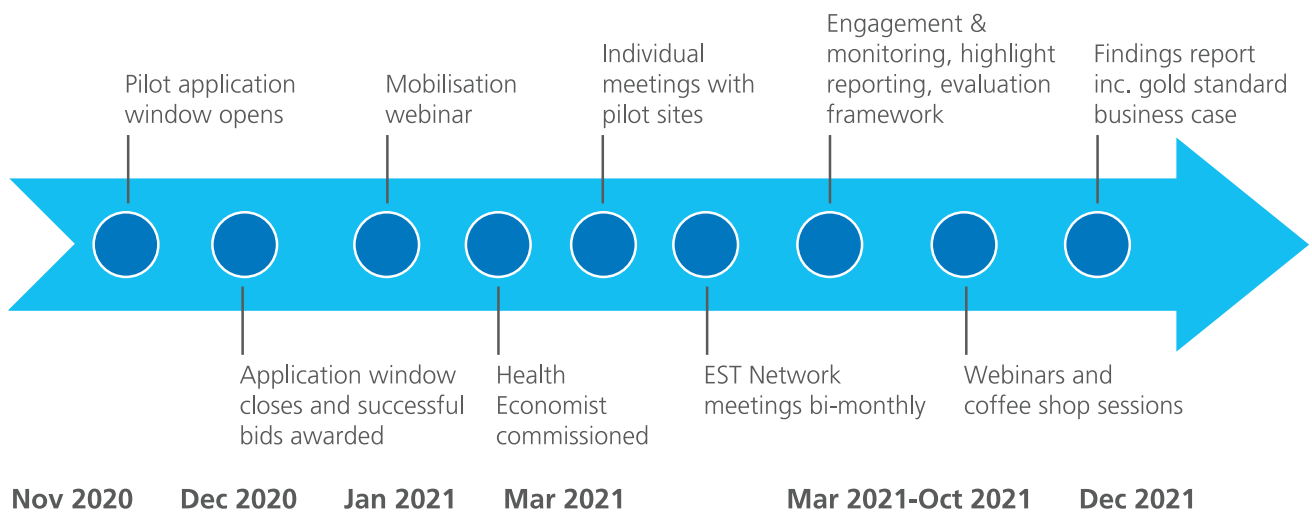 Pilot application
window opens
Mobilisation
webinar
Individual
meetings with
pilot sites
Engagement &
monitoring, highlight
reporting, evaluation
framework
Findings report
inc. gold standard
business case
Application window
closes and successful
bids awarded
Health
Economist
commissioned
EST Network
meetings bi-monthly
Webinars and
coffee shop sessions
Nov 2020
Dec 2020
Jan 2021
Mar 2021
Mar 2021-Oct 2021
Dec 2021